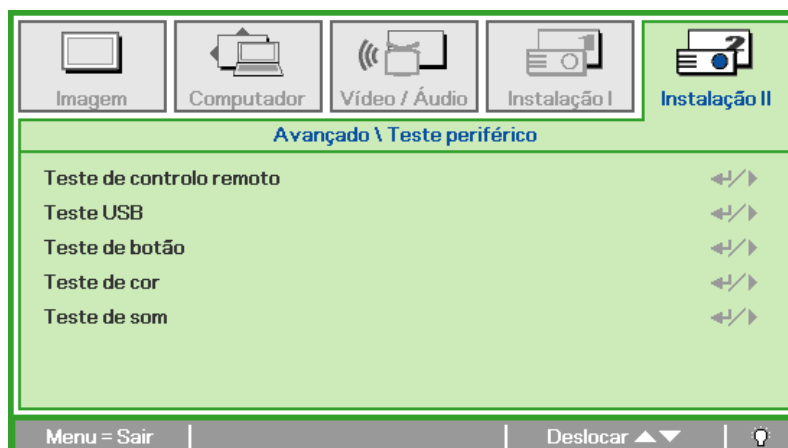 Imagem
Computador
Vídeo / Áudio
Instalação I
Instalação II
Avançado \ Teste periférico
Teste de controlo remoto
Teste USB
Teste de botão
Teste de cor
Teste de som
Menu = Sair
Deslocar ▲▼